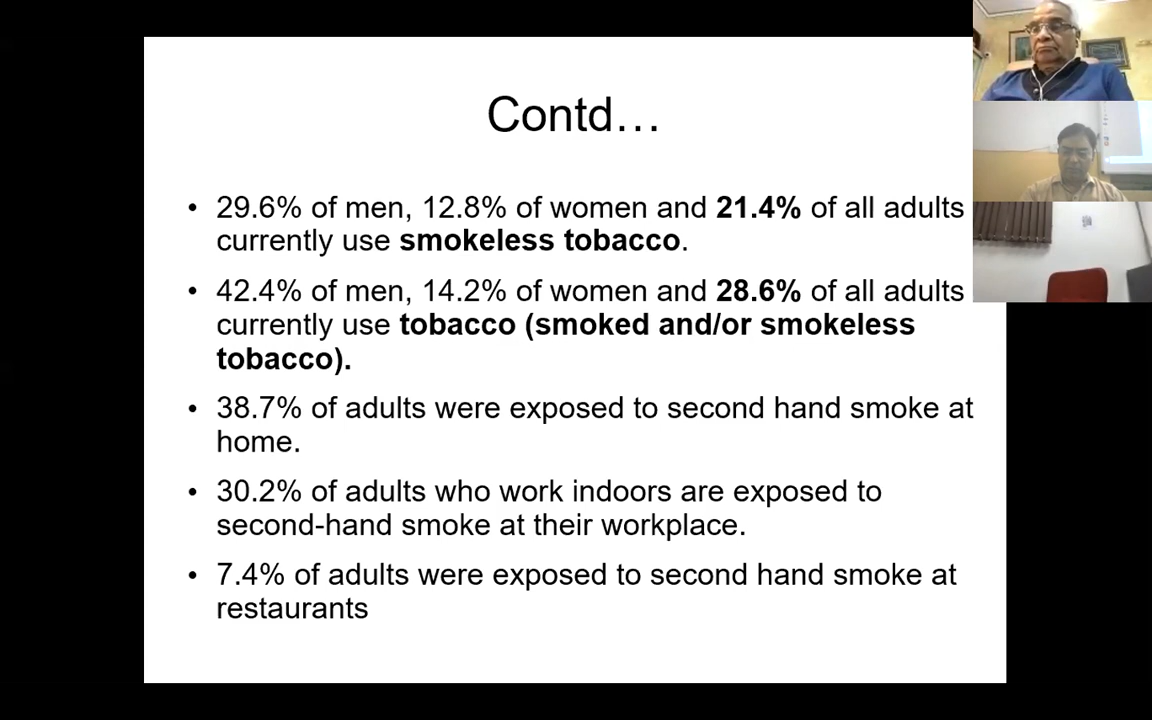 Contd…
• 29.6% of men, 12.8% of women and 21.4% of all adults
currently use smokeless tobacco.
• 42.4% of men, 14.2% of women and 28.6% of all adults
currently use tobacco (smoked and/or smokeless
tobacco).
• 38.7% of adults were exposed to second hand smoke at
home.
• 30.2% of adults who work indoors are exposed to
second-hand smoke at their workplace.
• 7.4% of adults were exposed to second hand smoke at
restaurants